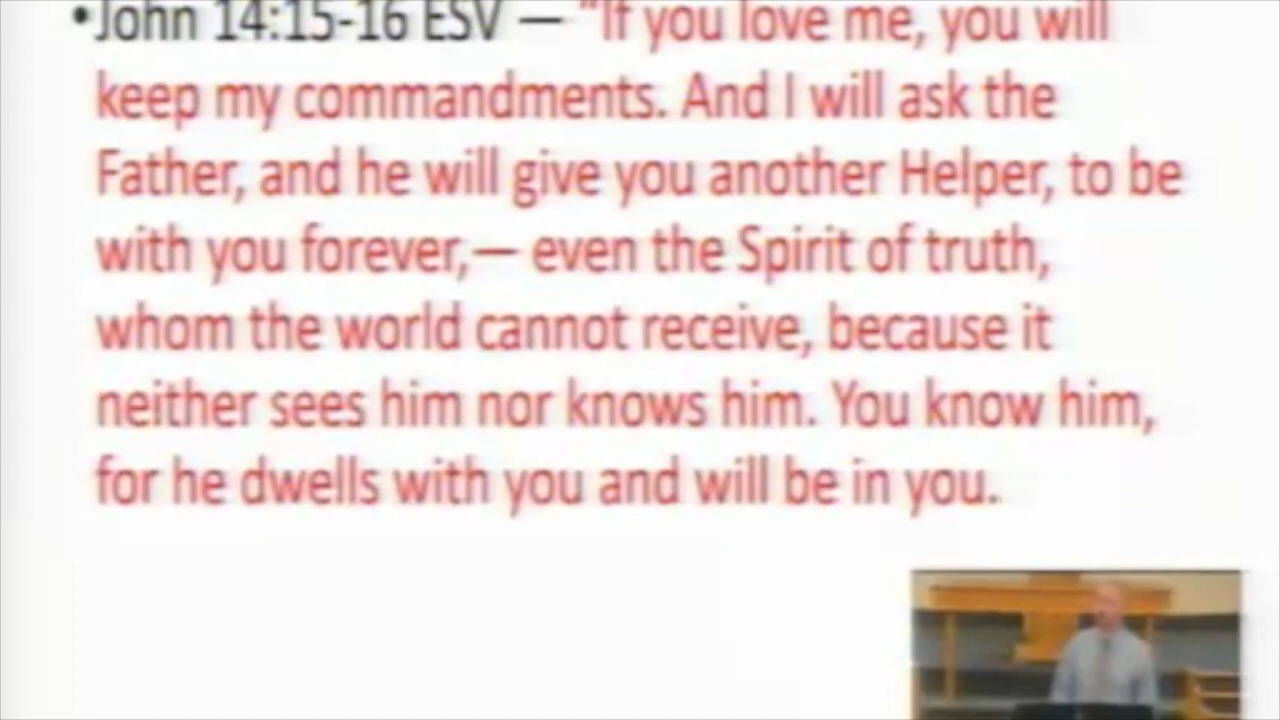 •John 14:15-16 ESV — "If you love me, you will
keep my commandments. And I will ask the
Father, and he will give you another Helper, to be
with you forever,— even the Spirit of truth,
whom the world cannot receive, because it
neither sees him nor knows him. You know him,
for he dwells with you and will be in you.